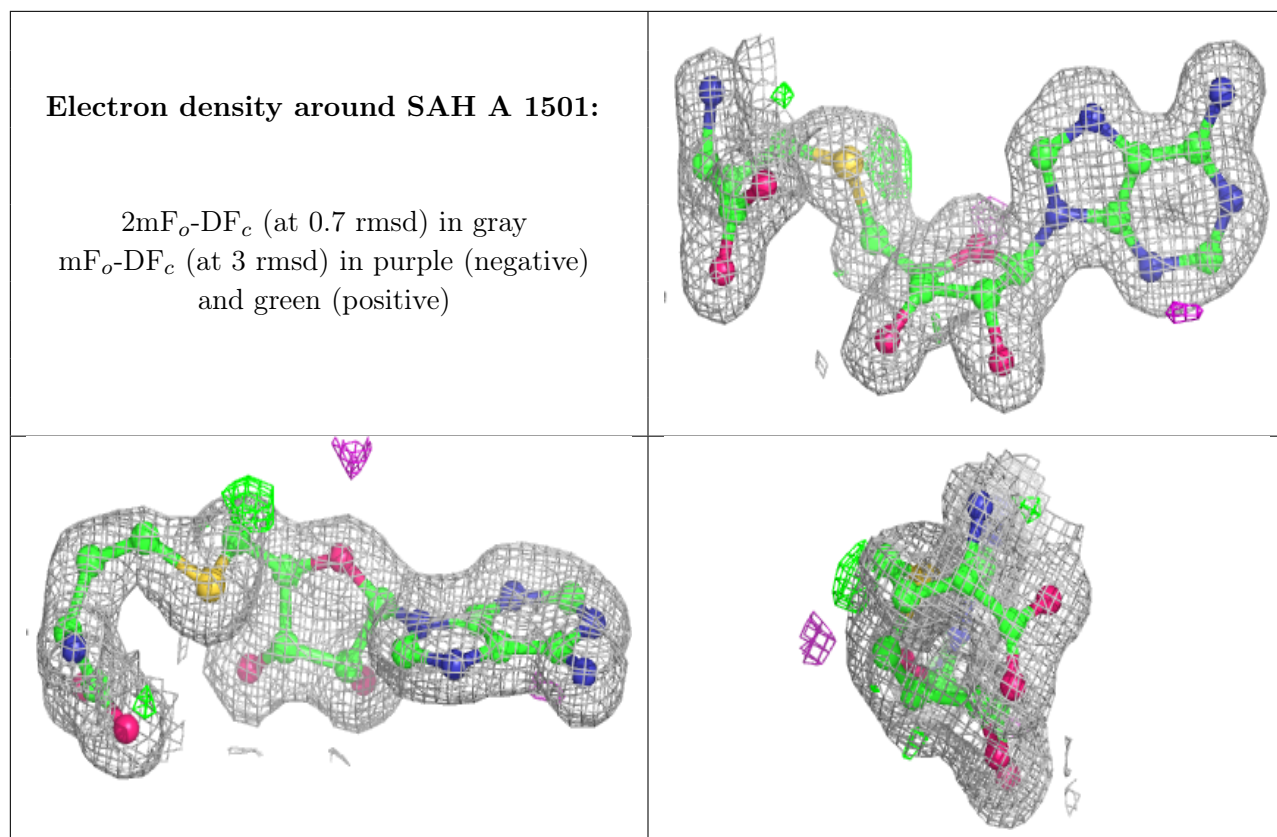 Electron density around SAH A 1501:
2mFo-DFc (at 0.7 rmsd) in gray
mFo-DFc (at 3 rmsd) in purple (negative)
and green (positive)